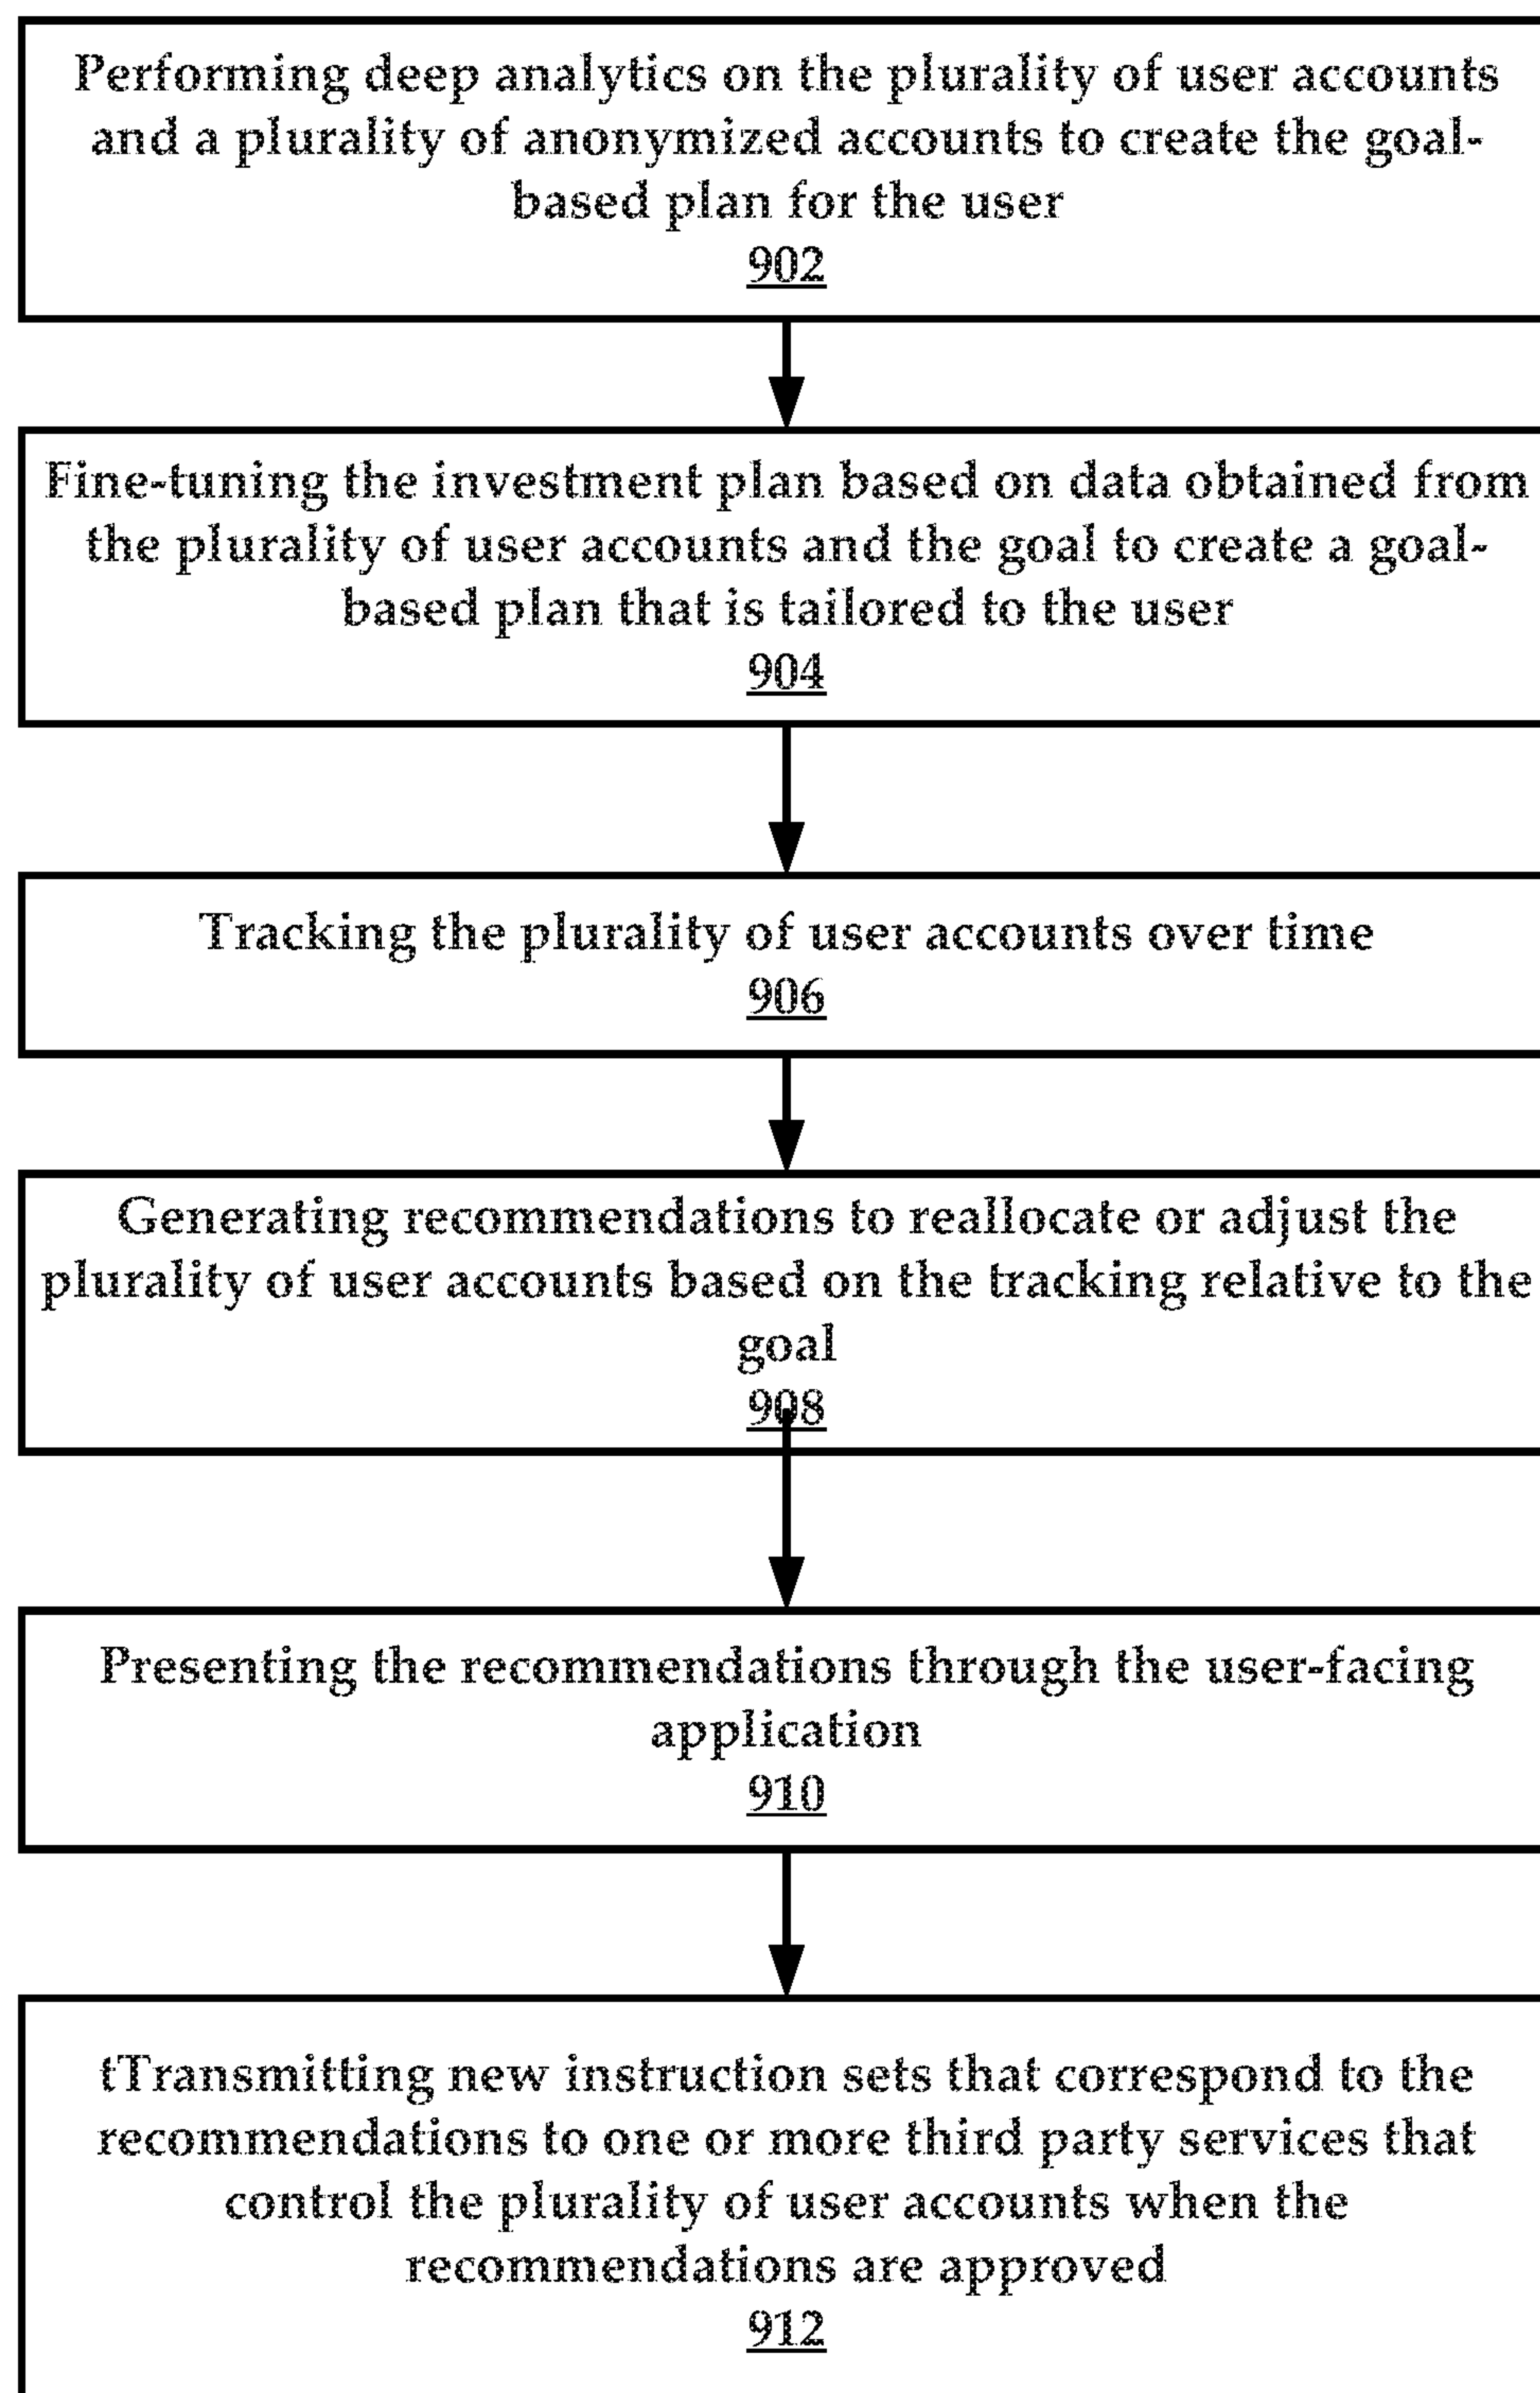 Performing deep analytics on the plurality of user accounts
and a plurality of anonymized accounts to create the goal-
based plan for the user
902
Fine-tuning the investment plan based on data obtained from
the plurality of user accounts and the goal to create a goal-
based plan that is tailored to the user
904
Tracking the plurality of user accounts over time
906
Generating recommendations to reallocate or adjust the
plurality of user accounts based on the tracking relative to the
goal
908
Presenting the recommendations through the user-facing
application
910
tTransmitting new instruction sets that correspond to the
recommendations to one or more third party services that
control the plurality of user accounts when the
recommendations are approved
912